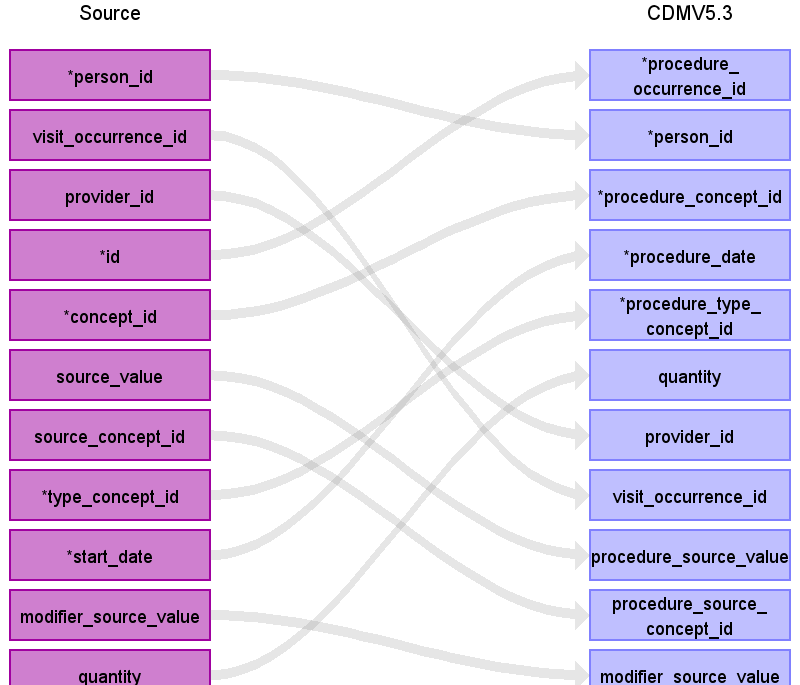 Source
CDMV5.3
*person_id
visit_occurrence_id
provider_id
*id
*concept_id
source_value
source_concept_id
*type_concept_id
*start_date
modifier_source_value
quantity
*procedure_
occurrence_id
*person_id
*procedure_concept_id
*procedure_date
*procedure_type_
concept_id
quantity
provider_id
visit_occurrence_id
procedure_source_value
procedure_source_
concept_id
modifier_source_value